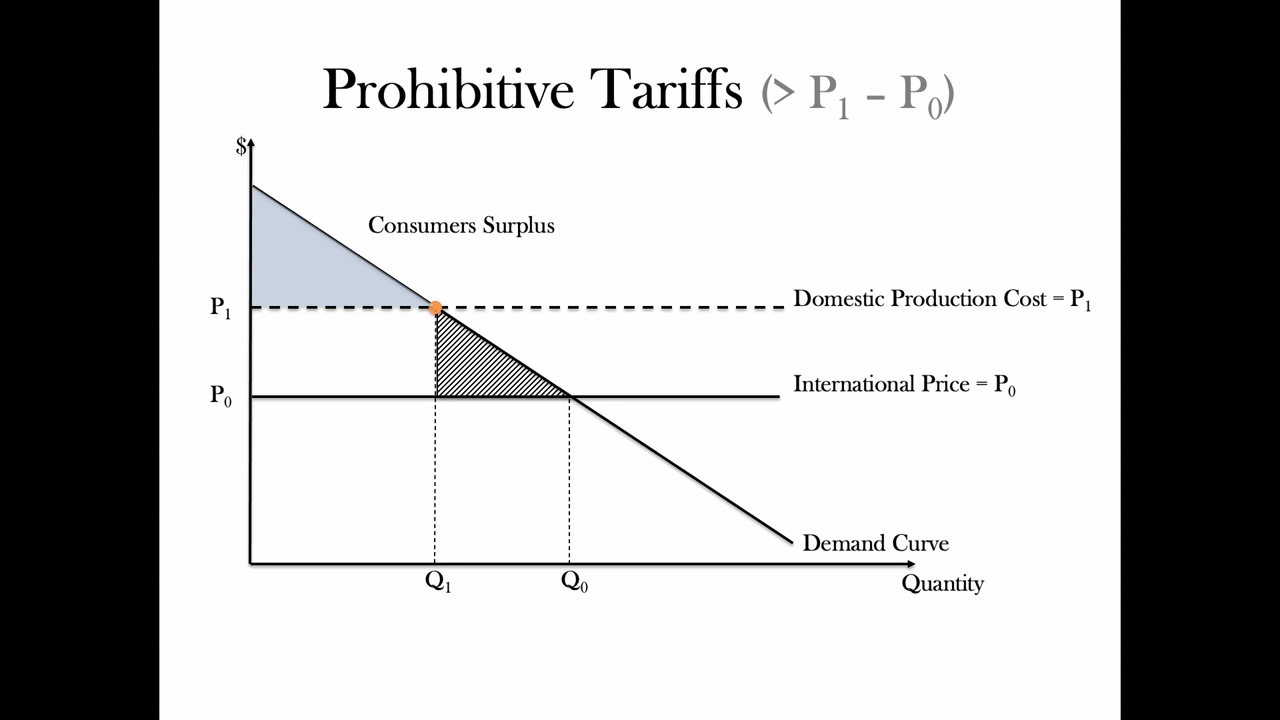 Prohibitive Tariffs (> P₁ – P₀)
$
Consumers Surplus
P₁
Domestic Production Cost = P₁
P₀
International Price = P₀
Demand Curve
Q₁
Q₀
Quantity